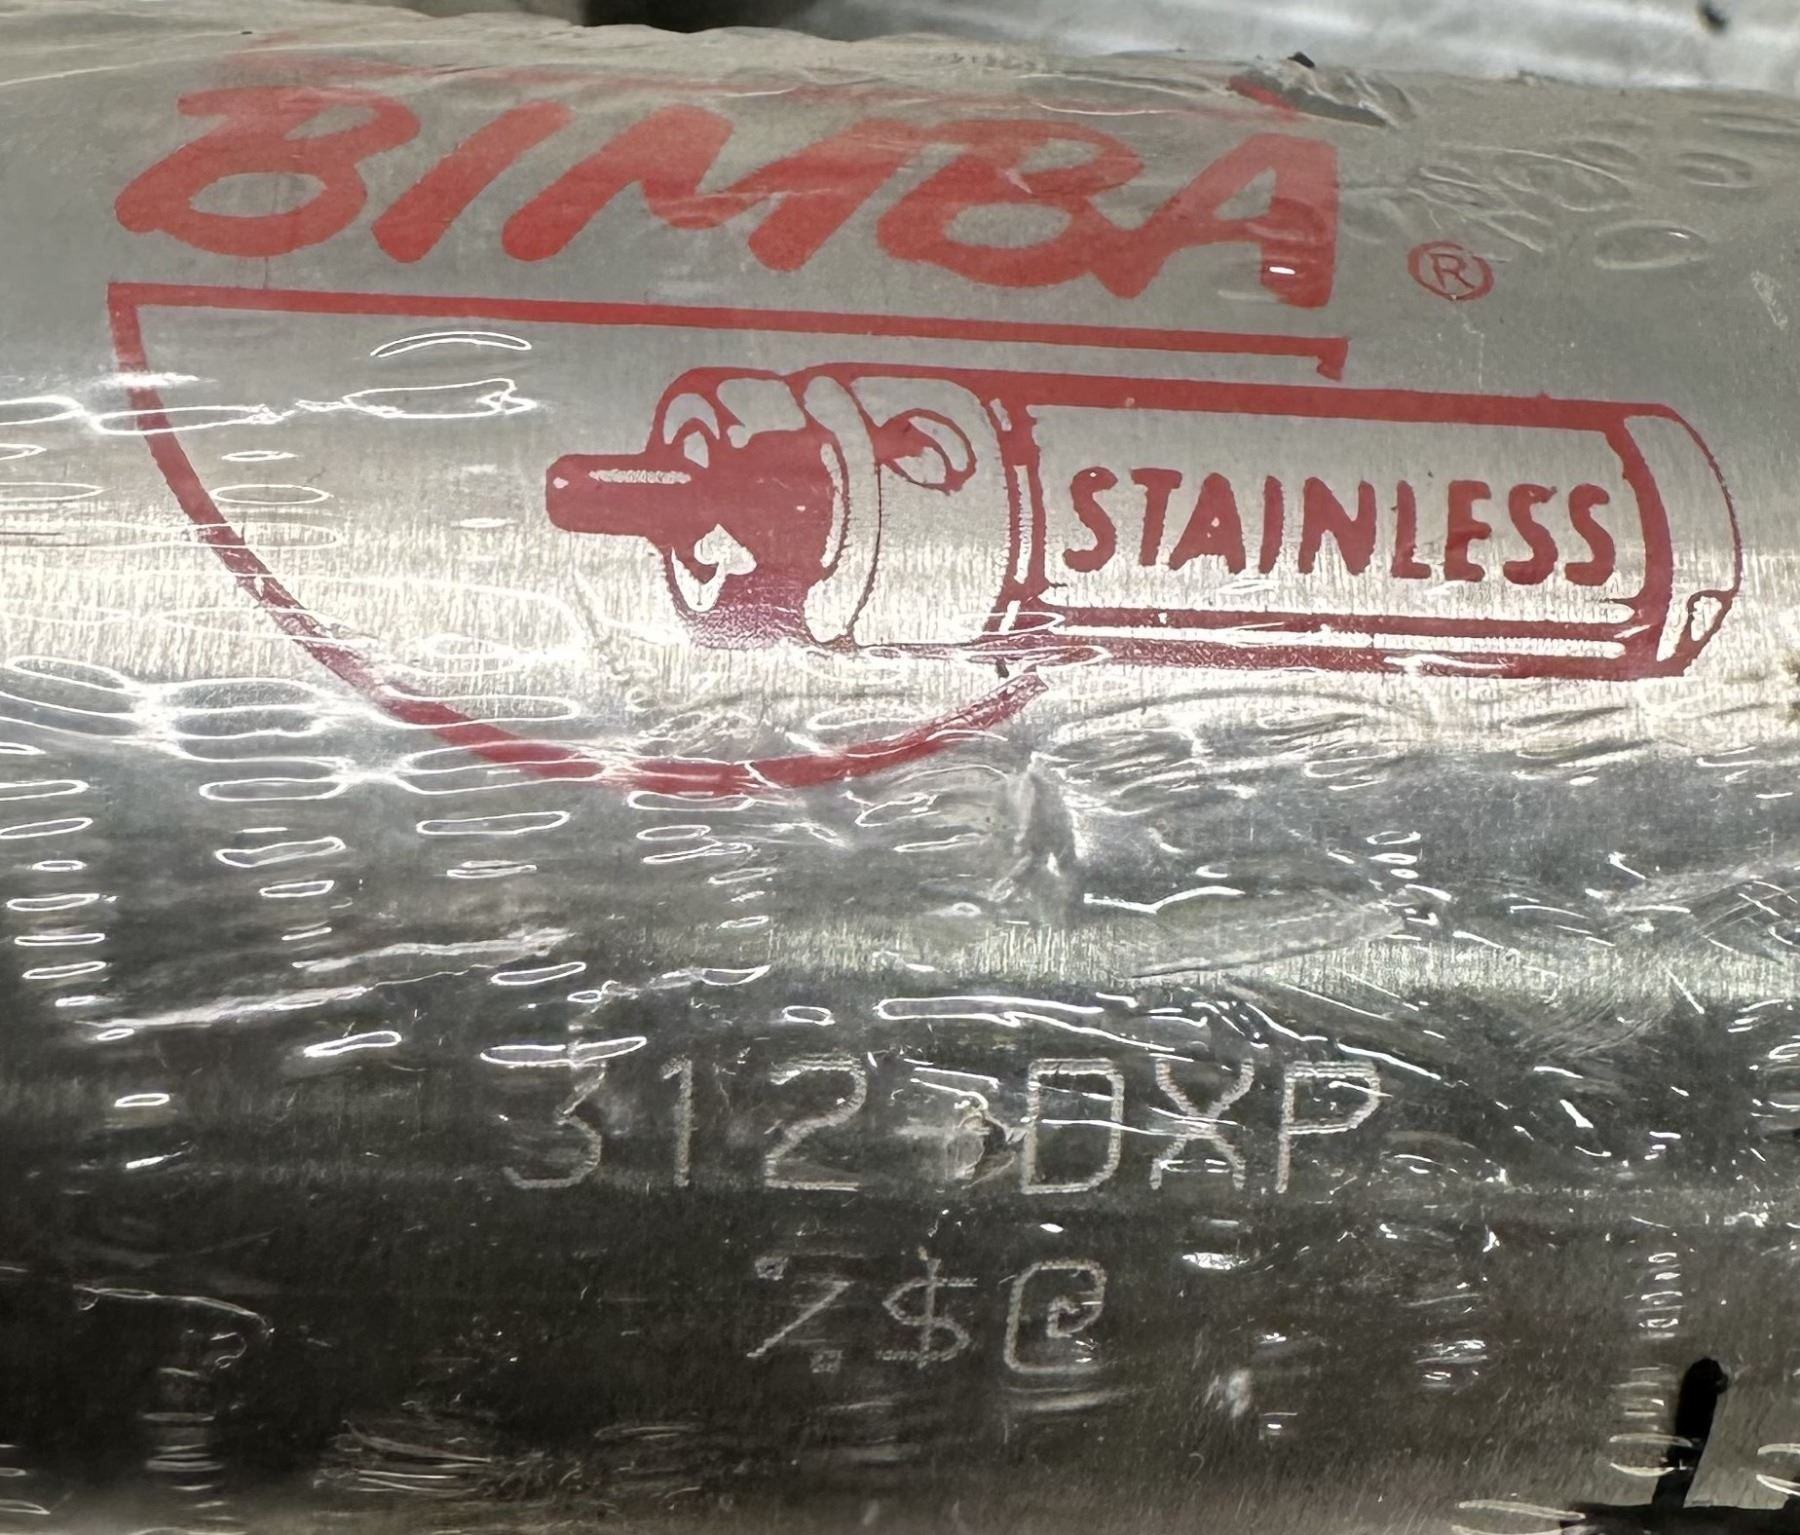 BIMBA ®
STAINLESS
312-DXP
Z$@